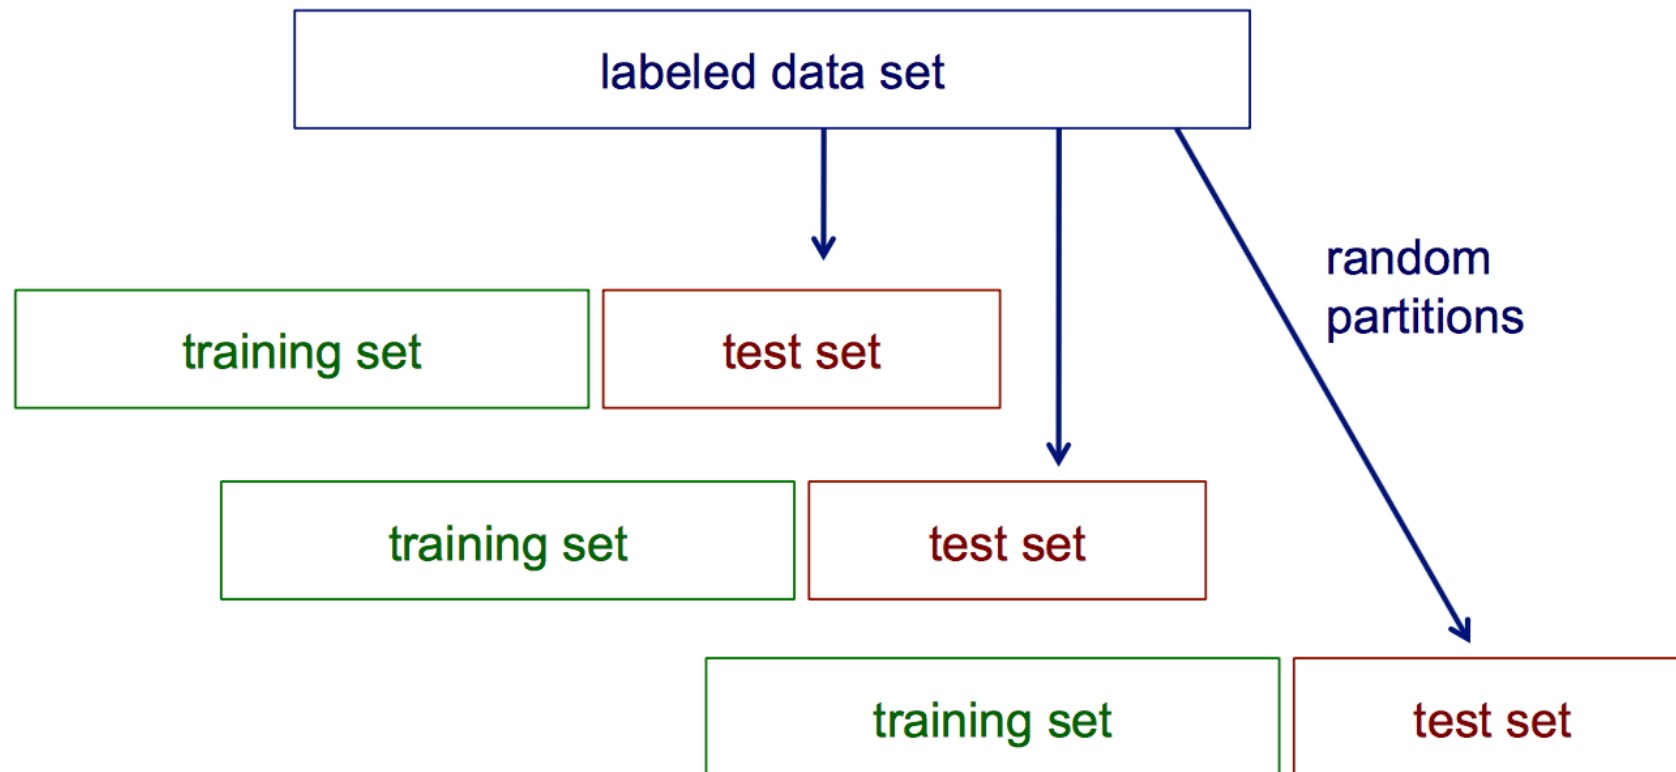 labeled data set
random
partitions
training set
test set
training set
test set
training set
test set